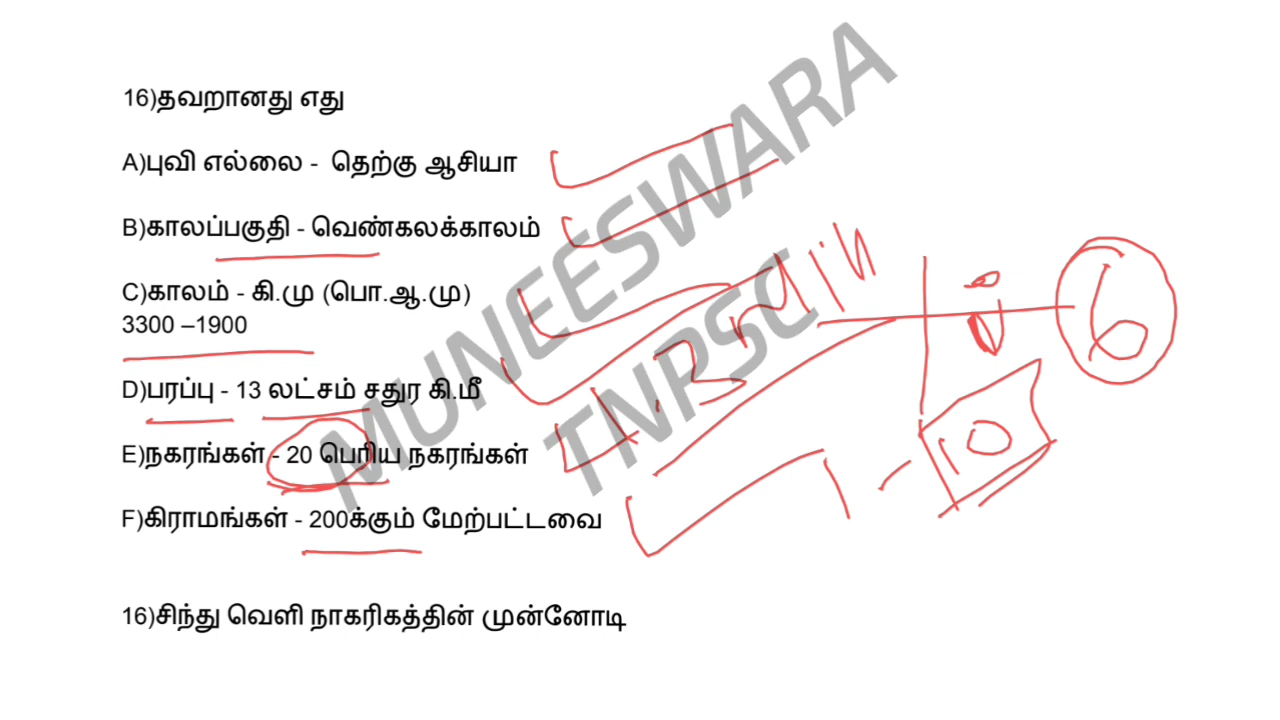 16)தவறானது எது
A)புவி எல்லை - தெற்கு ஆசியா
B)காலப்பகுதி - வெண்கலக்காலம்
C)காலம் - கி.மு (பொ.ஆ.மு)
3300 –1900
D)பரப்பு - 13 லட்சம் சதுர கி.மீ
E)நகரங்கள் - 20 பெரிய நகரங்கள்
F)கிராமங்கள் - 200க்கும் மேற்பட்டவை
16)சிந்து வெளி நாகரிகத்தின் முன்னோடி
MUNEESWARA
TNPSC
6
10